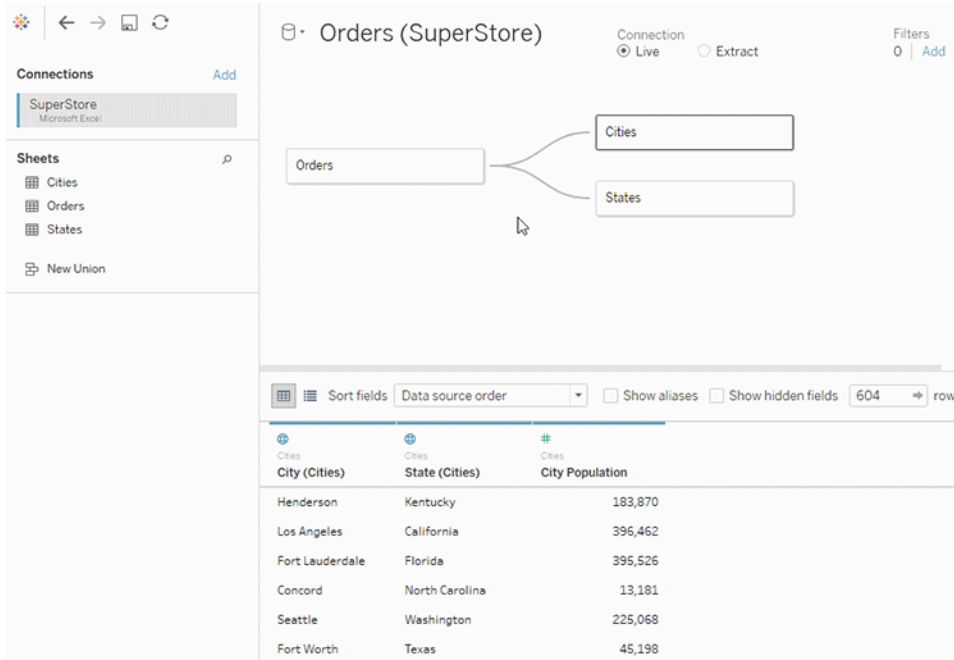 Orders (SuperStore)
Connection
Live
Extract
Filters
0 | Add
Connections
Add
SuperStore
Microsoft Excel
Sheets
Cities
Orders
States
New Union
Orders
Cities
States
Sort fields
Data source order
Show aliases
Show hidden fields
604
row
Cities
Cities
Cities
City (Cities)
State (Cities)
City Population
Henderson Kentucky 183,870
Los Angeles California 396,462
Fort Lauderdale Florida 395,526
Concord North Carolina 13,181
Seattle Washington 225,068
Fort Worth Texas 45,198